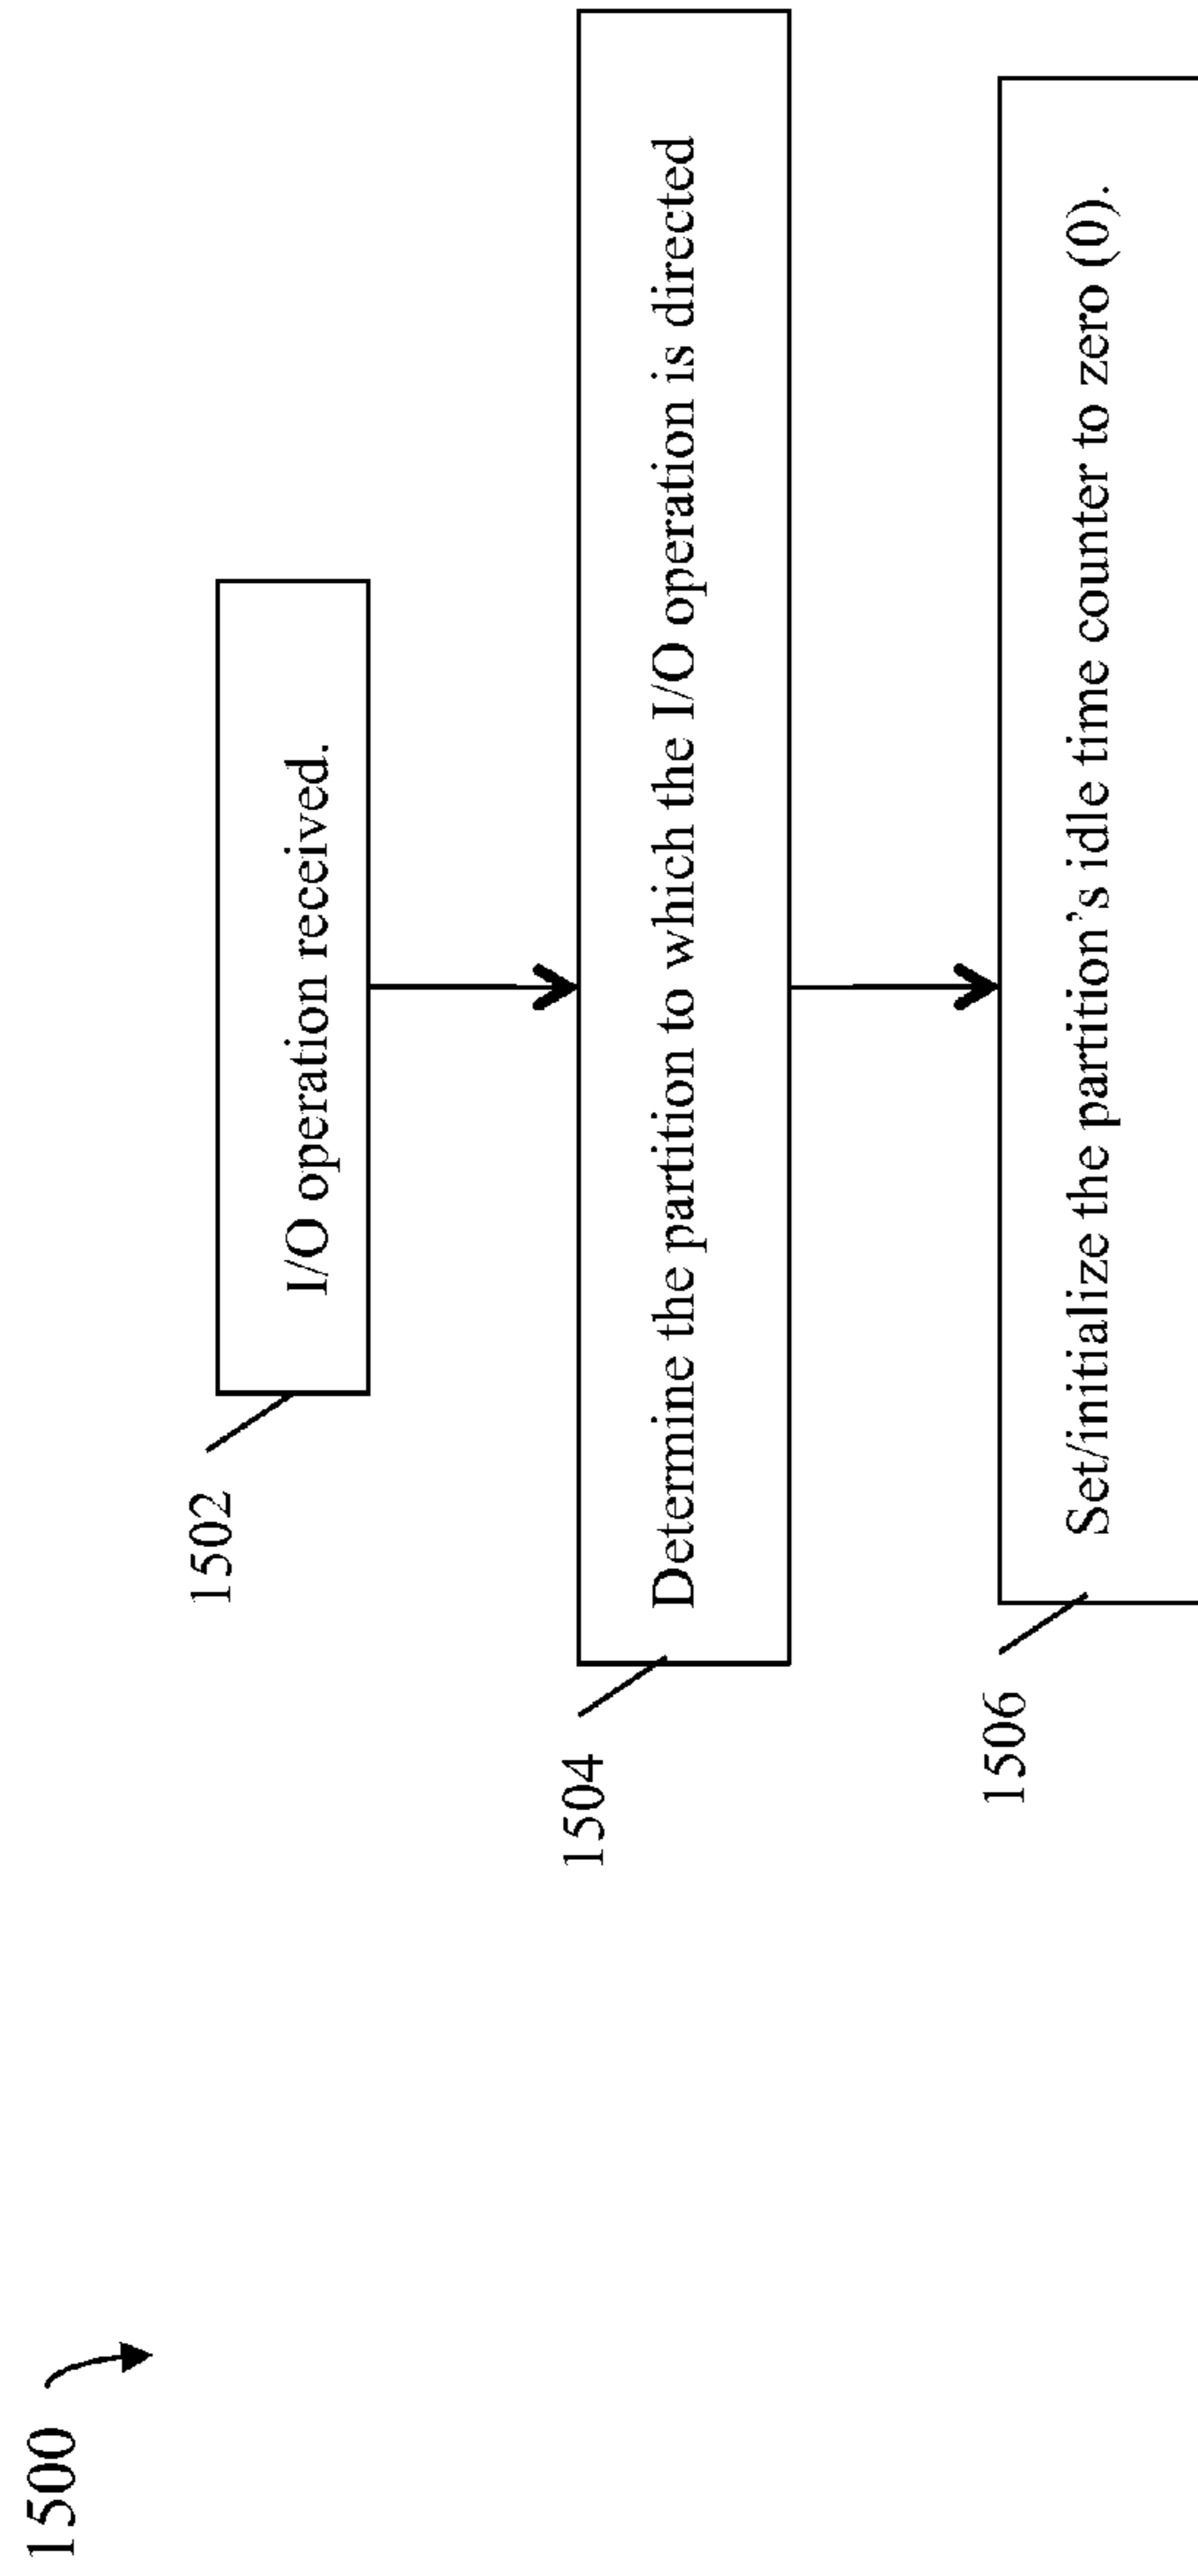 1500
1502
I/O operation received.
1504
Determine the partition to which the I/O operation is directed
1506
Set/initialize the partition's idle time counter to zero (0).